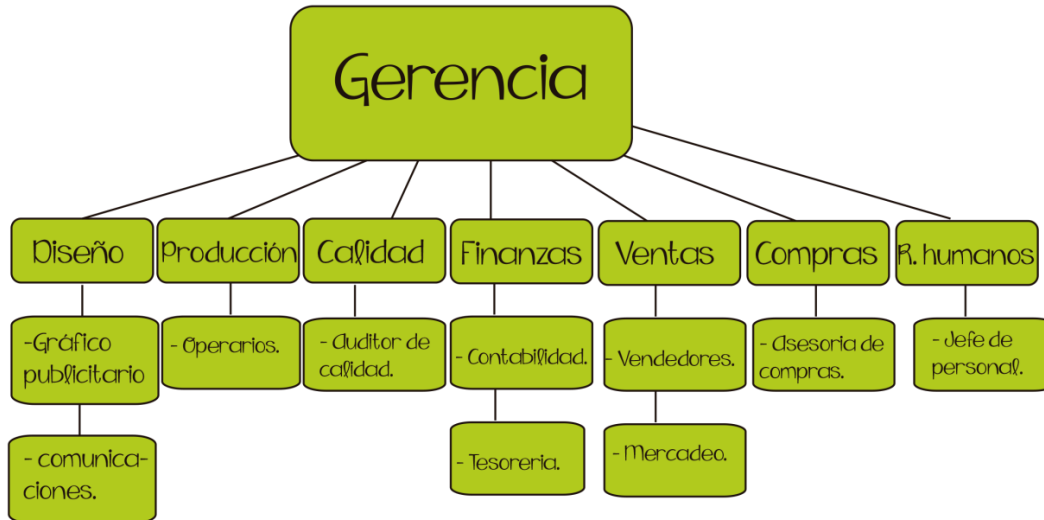 Gerencia
Diseño
Producción
Calidad
Finanzas
Ventas
Compras
R. humanos
-Gráfico
publicitario
- Operarios.
- Auditor de
calidad.
- Contabilidad.
- Vendedores.
- Asesoria de
compras.
- Jefe de
personal.
- comunica-
ciones.
- Tesoreria.
- Mercadeo.